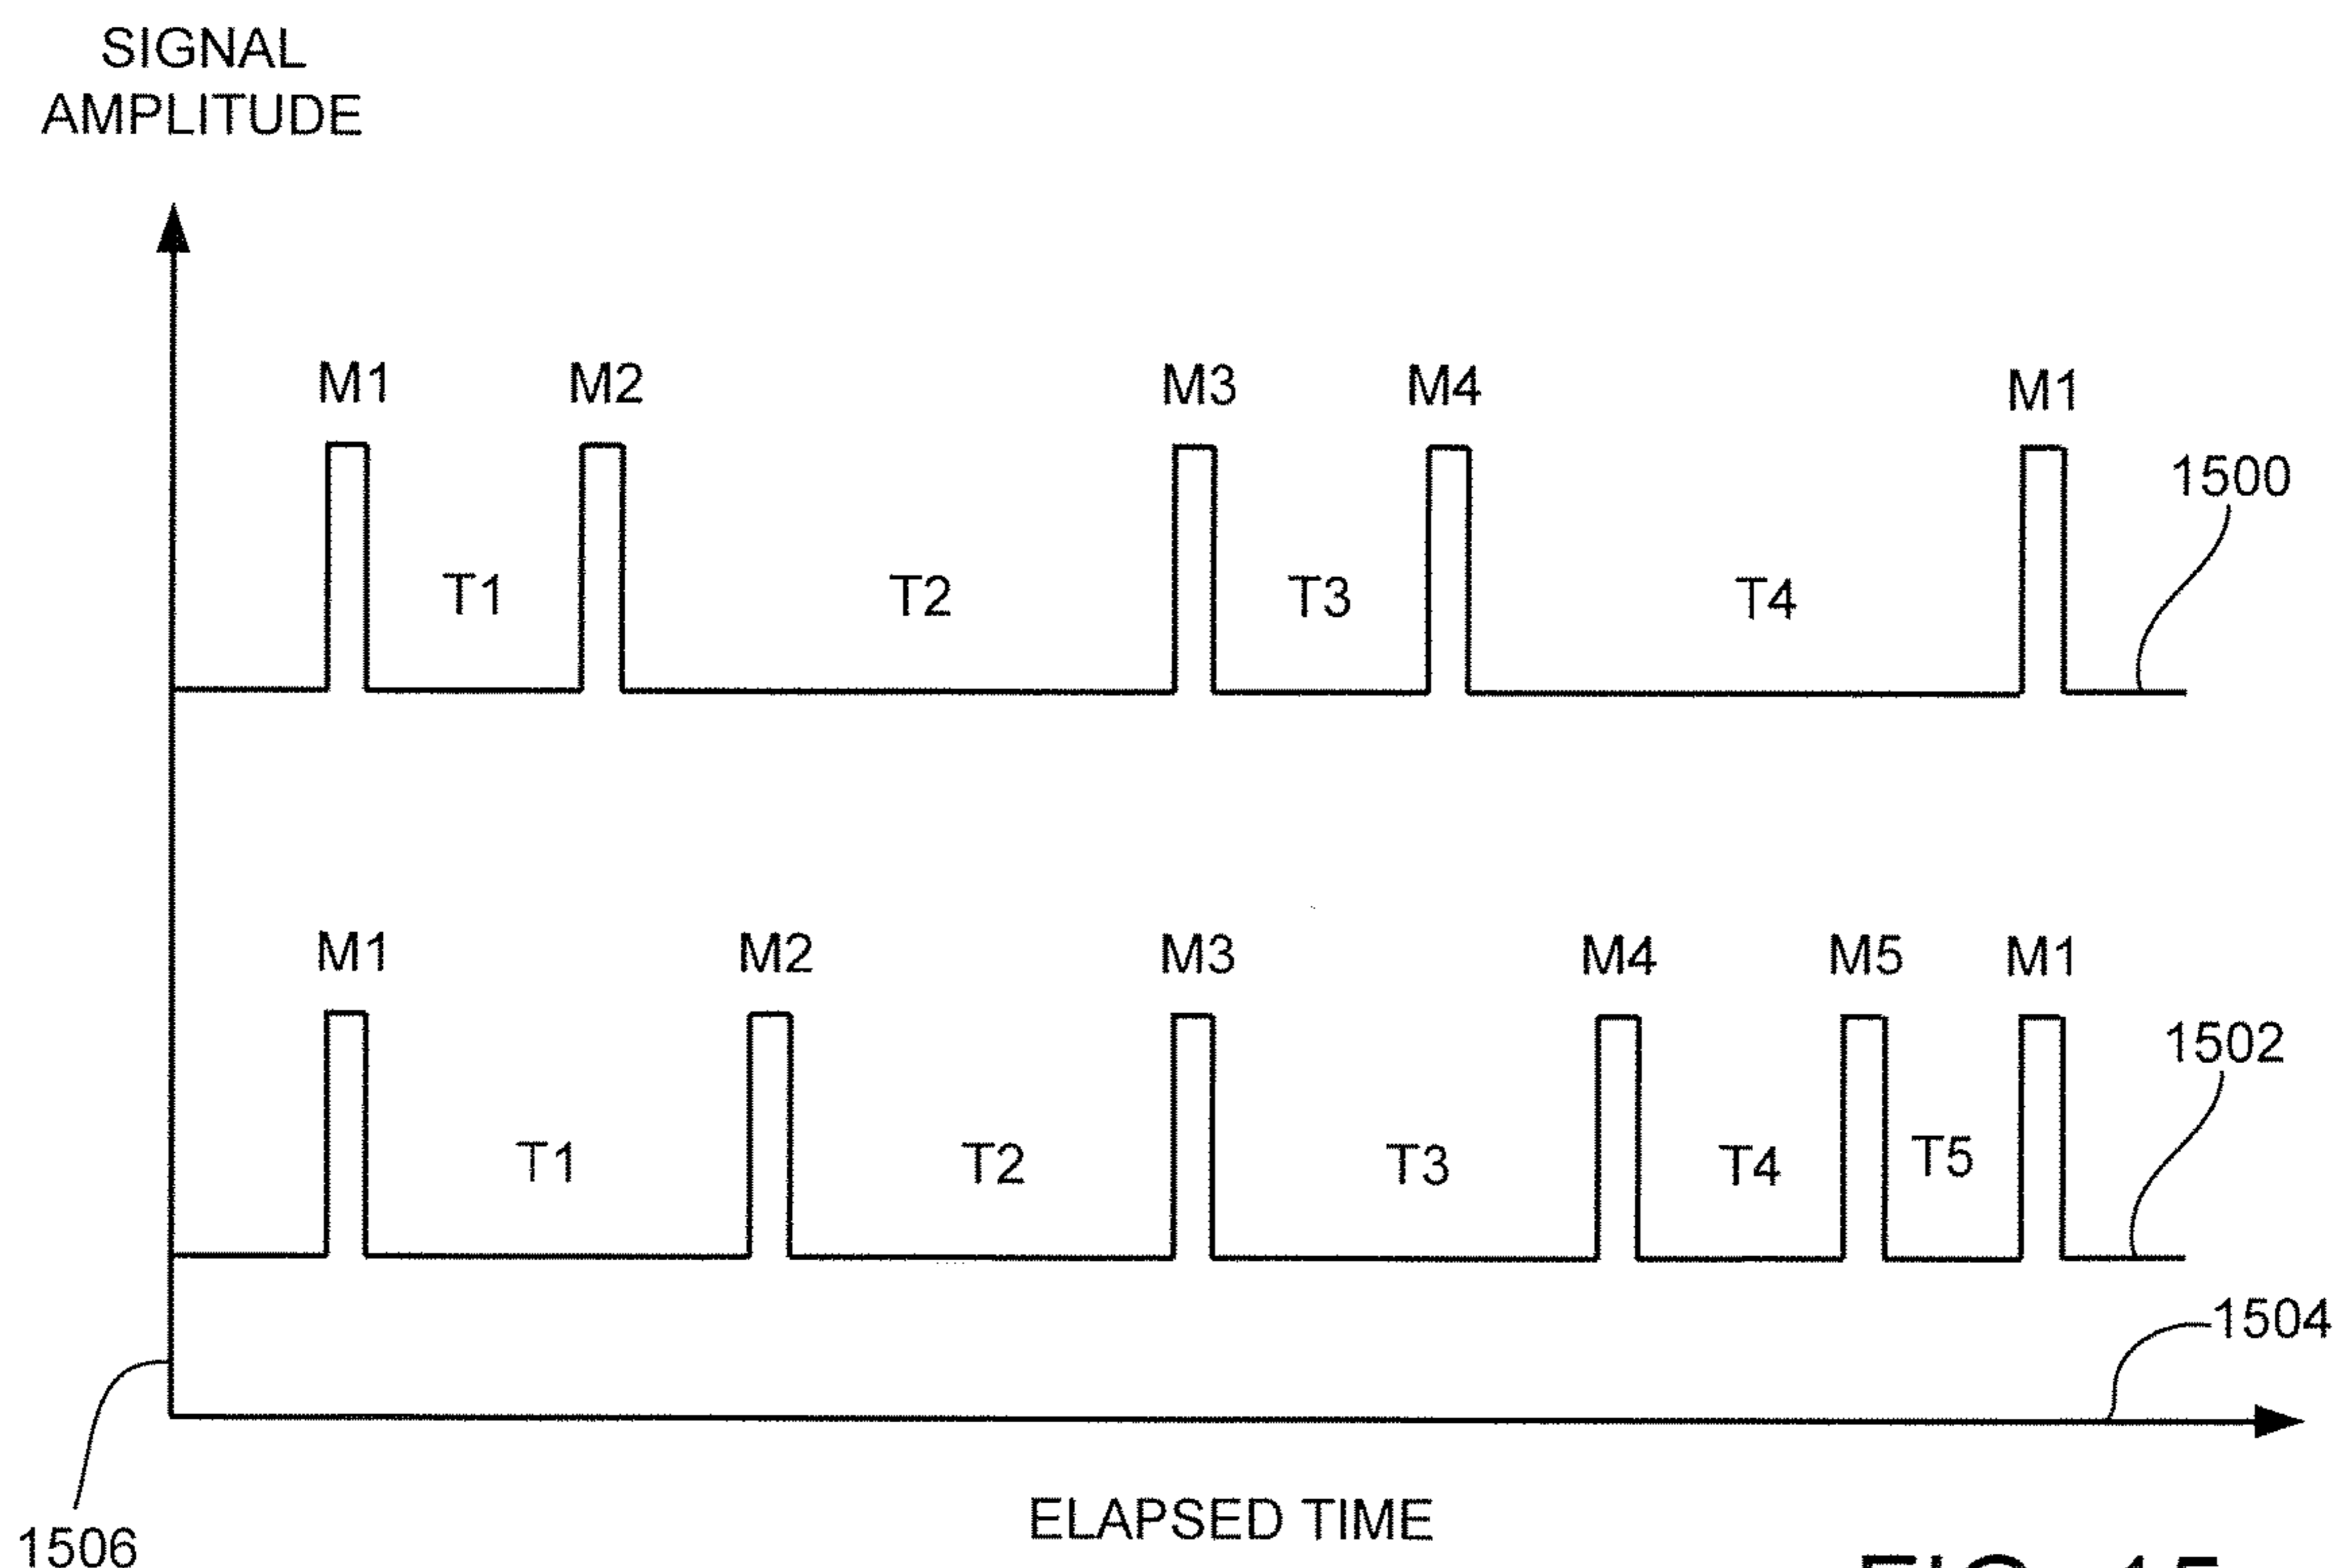 SIGNAL
AMPLITUDE
M1 M2 M3 M4 M1
1500
T1 T2 T3 T4
M1 M2 M3 M4 M5 M1
1502
T1 T2 T3 T4 T5
1504
ELAPSED TIME
1506